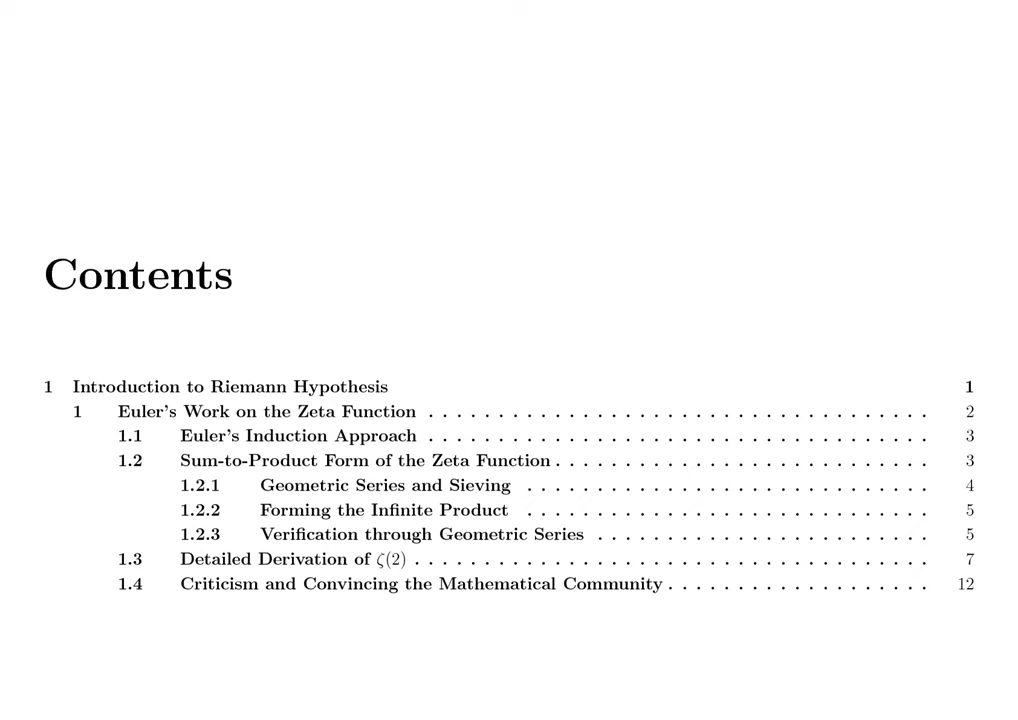 Contents
1 Introduction to Riemann Hypothesis 1
1 Euler's Work on the Zeta Function . . . . . . . . . . . . . . . . . . . . . . . . . . . . . . . . . . . . 2
1.1 Euler's Induction Approach . . . . . . . . . . . . . . . . . . . . . . . . . . . . . . . . . . . . 3
1.2 Sum-to-Product Form of the Zeta Function . . . . . . . . . . . . . . . . . . . . . . . . . . . 3
1.2.1 Geometric Series and Sieving . . . . . . . . . . . . . . . . . . . . . . . . . . . . . 4
1.2.2 Forming the Infinite Product . . . . . . . . . . . . . . . . . . . . . . . . . . . . . 5
1.2.3 Verification through Geometric Series . . . . . . . . . . . . . . . . . . . . . . . . 5
1.3 Detailed Derivation of ζ(2) . . . . . . . . . . . . . . . . . . . . . . . . . . . . . . . . . . . . . 7
1.4 Criticism and Convincing the Mathematical Community . . . . . . . . . . . . . . . . . . . 12